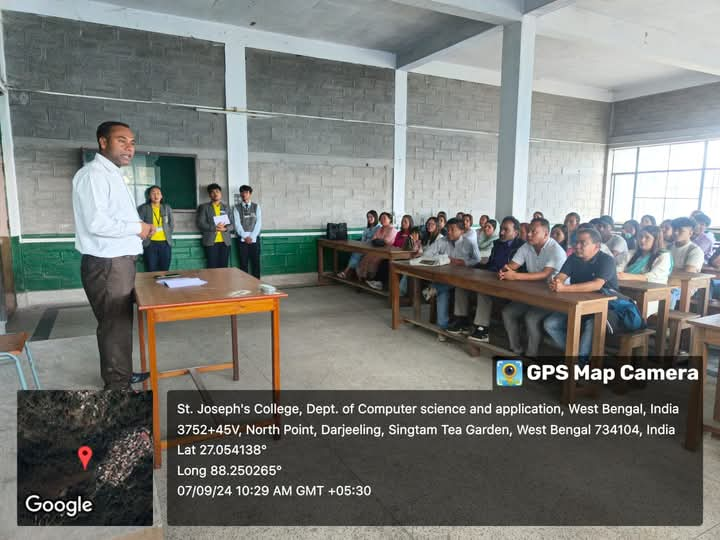 GPS Map Camera
St. Joseph's College, Dept. of Computer science and application, West Bengal, India
3752+45V, North Point, Darjeeling, Singtam Tea Garden, West Bengal 734104, India
Lat 27.054138°
Long 88.250265°
07/09/24 10:29 AM GMT +05:30
Google